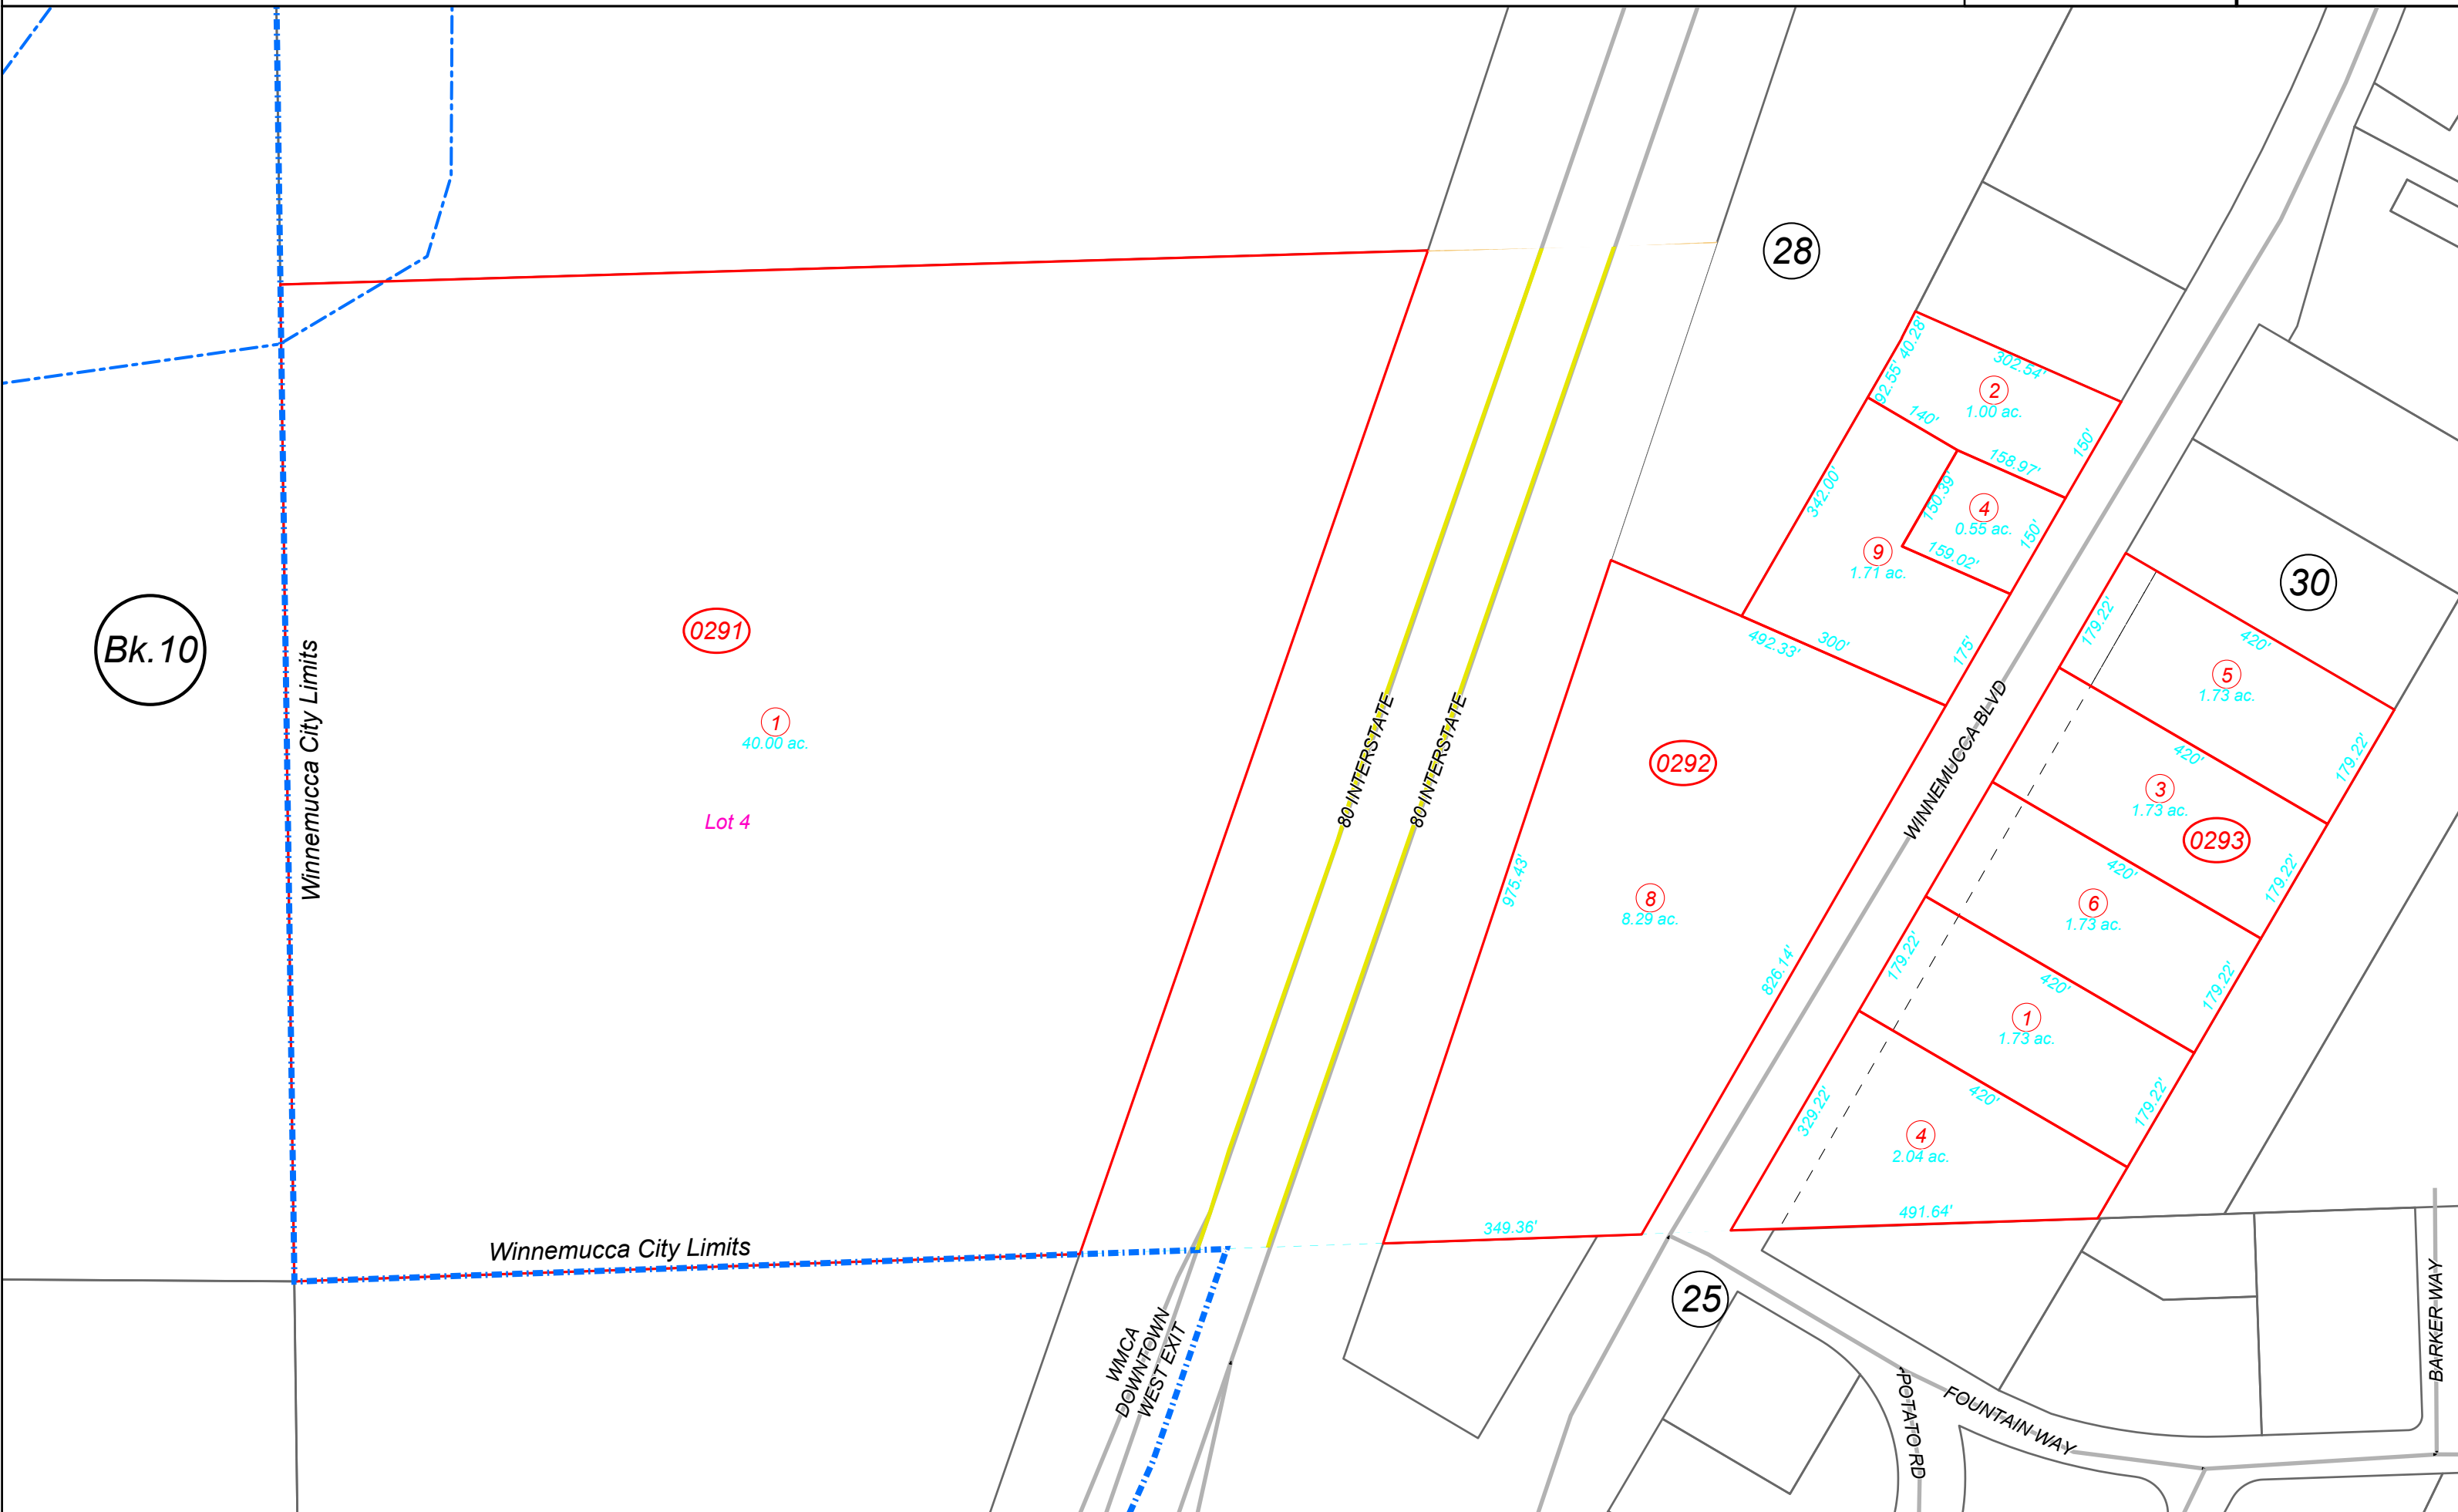 28
40.28'
92.55'
302.54'
2
1.00 ac.
140'
150'
158.97'
342.00'
150.39'
4
0.55 ac.
150'
9
1.71 ac.
159.02'
175'
300'
492.33'
30
179.22'
420'
5
1.73 ac.
179.22'
420'
3
1.73 ac.
0293
179.22'
420'
6
1.73 ac.
179.22'
179.22'
420'
1
1.73 ac.
179.22'
329.22'
420'
4
2.04 ac.
491.64'
Bk.10
Winnemucca City Limits
0291
1
40.00 ac.
Lot 4
80 INTERSTATE
80 INTERSTATE
0292
WINNEMUCCA BLVD
975.43'
8
8.29 ac.
826.14'
349.36'
Winnemucca City Limits
WMCA
DOWNTOWN
WEST EXIT
25
POTATO RD
FOUNTAIN WAY
BARKER WAY